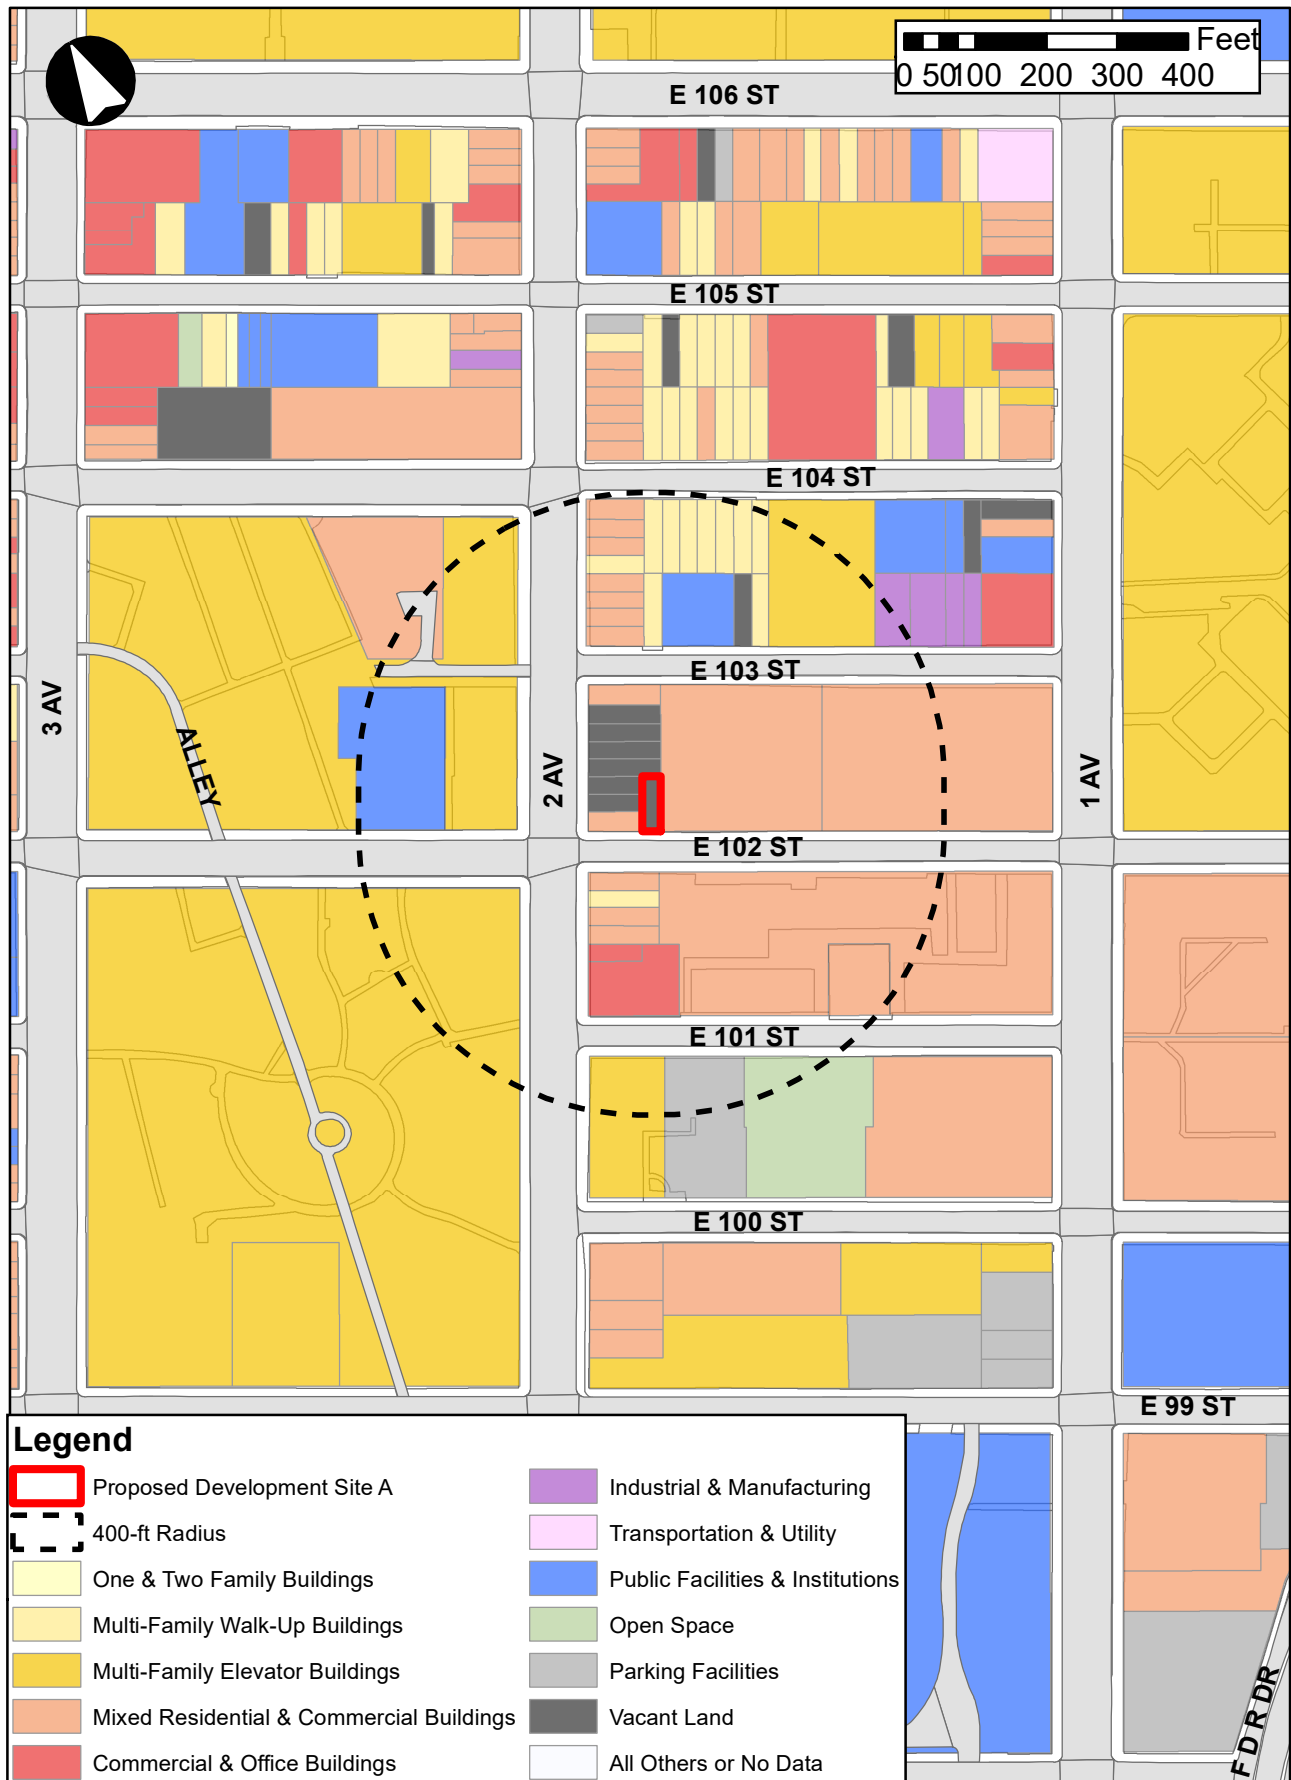 Feet
0 50 100 200 300 400
E 106 ST
E 105 ST
E 104 ST
E 103 ST
3 AV
ALLEY
2 AV
1 AV
E 102 ST
E 101 ST
E 100 ST
E 99 ST
F D R DR
Legend
Proposed Development Site A
400-ft Radius
One & Two Family Buildings
Multi-Family Walk-Up Buildings
Multi-Family Elevator Buildings
Mixed Residential & Commercial Buildings
Commercial & Office Buildings
Industrial & Manufacturing
Transportation & Utility
Public Facilities & Institutions
Open Space
Parking Facilities
Vacant Land
All Others or No Data